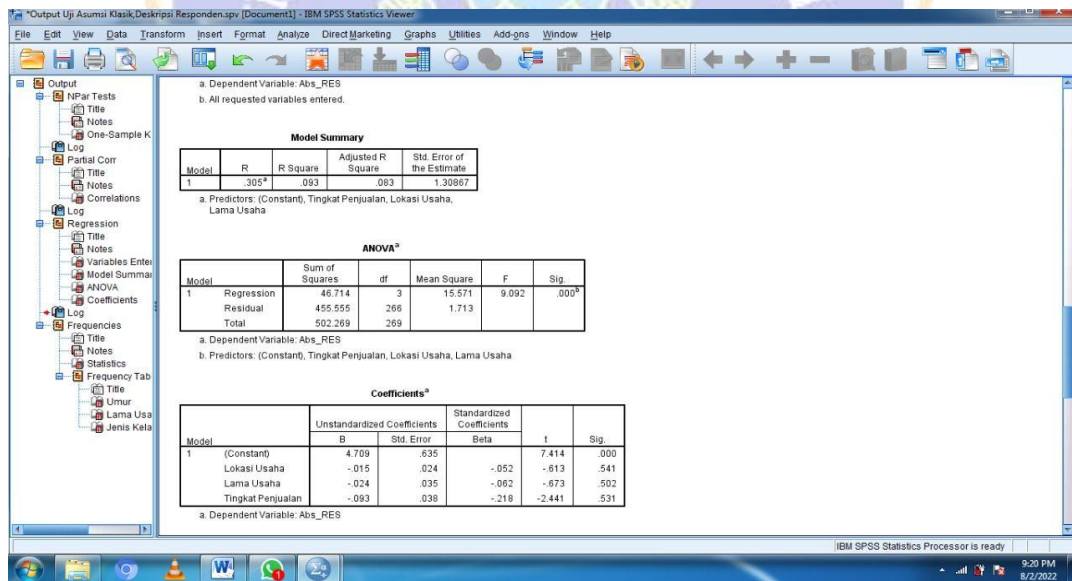 *Output Uji Asumsi Klasik,Deskripsi Responden.spv [Document1] - IBM SPSS Statistics Viewer
File Edit View Data Transform Insert Format Analyze Direct Marketing Graphs Utilities Add-ons Window Help
Output
NPar Tests
Title
Notes
One-Sample K
Log
Partial Corr
Title
Notes
Correlations
Log
Regression
Title
Notes
Variables Enter
Model Summar
ANOVA
Coefficients
Log
Frequencies
Title
Notes
Statistics
Frequency Tab
Title
Umur
Lama Usa
Jenis Kela
a. Dependent Variable: Abs_RES
b. All requested variables entered.
Model Summary
Model R R Square Adjusted R Square Std. Error of the Estimate
1 .305a .093 .083 1.30867
a. Predictors: (Constant), Tingkat Penjualan, Lokasi Usaha,
Lama Usaha
ANOVAa
Model Sum of Squares df Mean Square F Sig.
1 Regression 46.714 3 15.571 9.092 .000b
Residual 455.555 266 1.713
Total 502.269 269
a. Dependent Variable: Abs_RES
b. Predictors: (Constant), Tingkat Penjualan, Lokasi Usaha, Lama Usaha
Coefficientsa
Unstandardized Coefficients Standardized Coefficients
Model B Std. Error Beta t Sig.
1 (Constant) 4.709 .635 7.414 .000
Lokasi Usaha -.015 .024 -.052 -.613 .541
Lama Usaha -.024 .035 -.062 -.673 .502
Tingkat Penjualan -.093 .038 -.218 -2.441 .531
a. Dependent Variable: Abs_RES
IBM SPSS Statistics Processor is ready
9:20 PM
8/2/2022